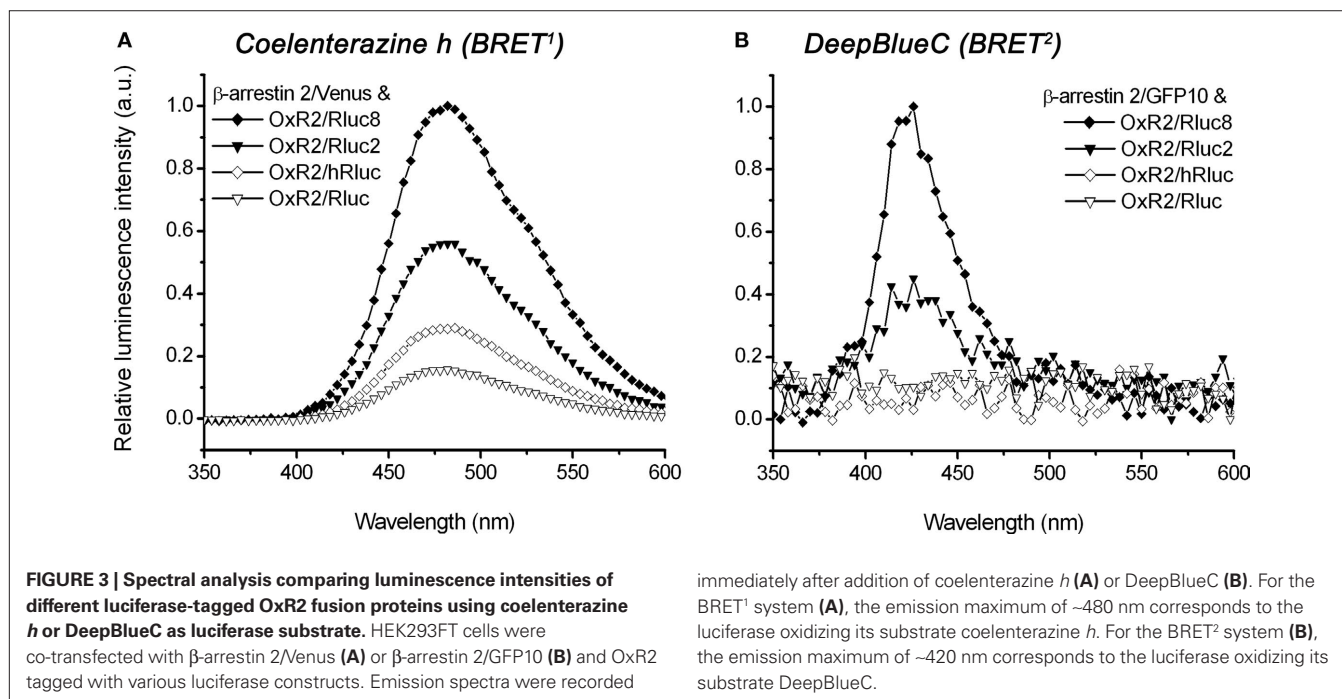 A
Coelenterazine h (BRET¹)
Relative luminescence intensity (a.u.)
β-arrestin 2/Venus &
OxR2/Rluc8
OxR2/Rluc2
OxR2/hRluc
OxR2/Rluc
1.0
0.8
0.6
0.4
0.2
0.0
350 400 450 500 550 600
Wavelength (nm)
B
DeepBlueC (BRET²)
β-arrestin 2/GFP10 &
OxR2/Rluc8
OxR2/Rluc2
OxR2/hRluc
OxR2/Rluc
1.0
0.8
0.6
0.4
0.2
0.0
350 400 450 500 550 600
Wavelength (nm)
FIGURE 3 | Spectral analysis comparing luminescence intensities of
different luciferase-tagged OxR2 fusion proteins using coelenterazine
h or DeepBlueC as luciferase substrate. HEK293FT cells were
co-transfected with β-arrestin 2/Venus (A) or β-arrestin 2/GFP10 (B) and OxR2
tagged with various luciferase constructs. Emission spectra were recorded
immediately after addition of coelenterazine h (A) or DeepBlueC (B). For the
BRET¹ system (A), the emission maximum of ~480 nm corresponds to the
luciferase oxidizing its substrate coelenterazine h. For the BRET² system (B),
the emission maximum of ~420 nm corresponds to the luciferase oxidizing its
substrate DeepBlueC.